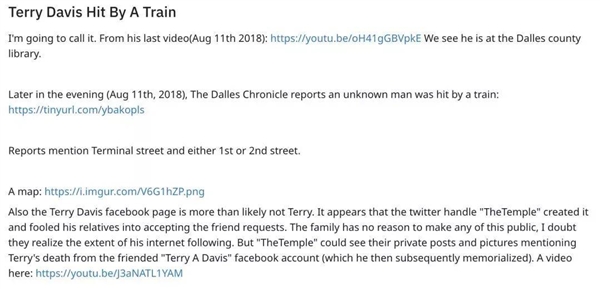 Terry Davis Hit By A Train
I'm going to call it. From his last video(Aug 11th 2018): https://youtu.be/oH41gGBVpkE We see he is at the Dalles county
library.
Later in the evening (Aug 11th, 2018), The Dalles Chronicle reports an unknown man was hit by a train:
https://tinyurl.com/ybakopls
Reports mention Terminal street and either 1st or 2nd street.
A map: https://i.imgur.com/V6G1hZP.png
Also the Terry Davis facebook page is more than likely not Terry. It appears that the twitter handle "TheTemple" created it
and fooled his relatives into accepting the friend requests. The family has no reason to make any of this public, I doubt
they realize the extent of his internet following. But "TheTemple" could see their private posts and pictures mentioning
Terry's death from the friended "Terry A Davis" facebook account (which he then subsequently memorialized). A video
here: https://youtu.be/J3aNATL1YAM